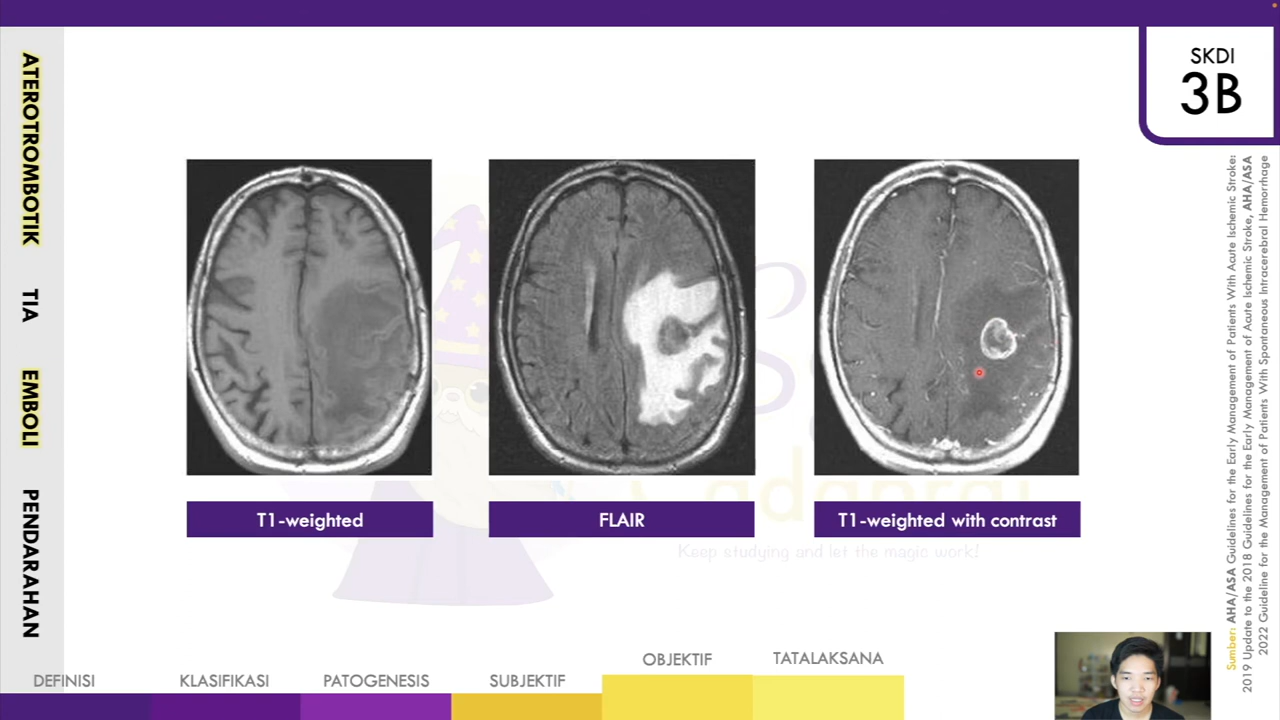 SKDI
3B
ATEROTROMBOTIK
TIA
EMBOLI
PENDARAHAN
T1-weighted
FLAIR
T1-weighted with contrast
Keep studying and let the magic work!
DEFINISI
KLASIFIKASI
PATOGENESIS
SUBJEKTIF
OBJEKTIF
TATALAKSANA
Sumber: AHA/ASA Guidelines for the Early Management of Patients With Acute Ischemic Stroke:
2019 Update to the 2018 Guidelines for the Early Management of Acute Ischemic Stroke, AHA/ASA
2022 Guideline for the Management of Patients With Spontaneous Intracerebral Hemorrhage